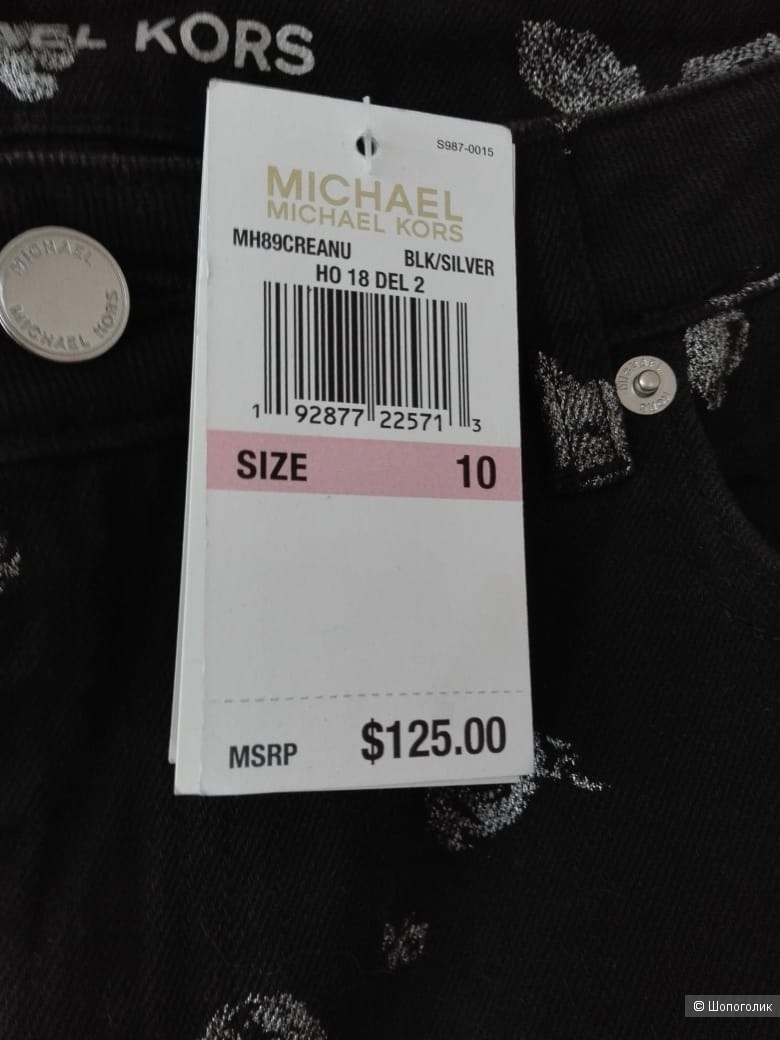 KORS
S987-0015
MICHAEL
MICHAEL KORS
MH89CREANU BLK/SILVER
HO 18 DEL 2
1 92877 22571 3
SIZE 10
MSRP $125.00
MICHAEL
MICHAEL KORS
© Шопоголик